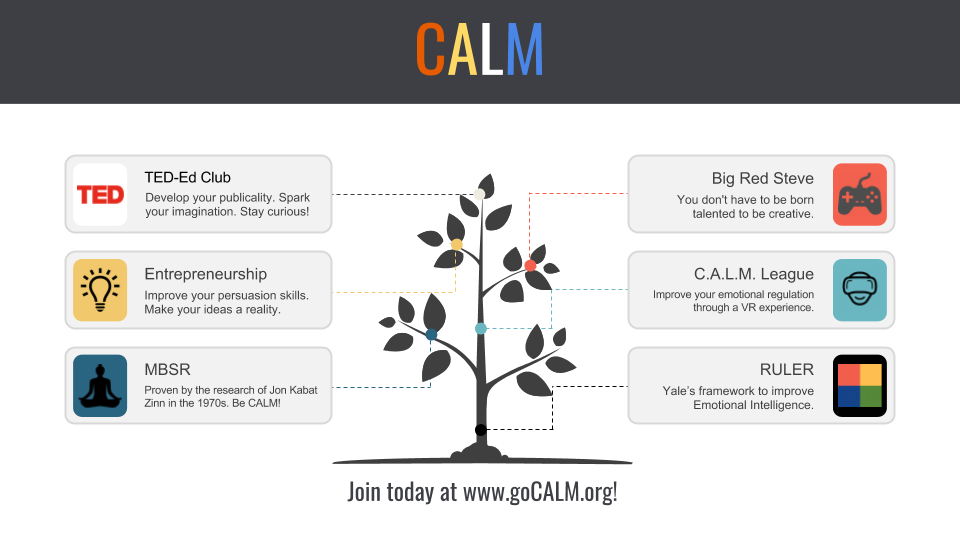 CALM
TED
TED-Ed Club
Develop your publicality. Spark
your imagination. Stay curious!
Entrepreneurship
Improve your persuasion skills.
Make your ideas a reality.
MBSR
Proven by the research of Jon Kabat
Zinn in the 1970s. Be CALM!
Big Red Steve
You don't have to be born
talented to be creative.
C.A.L.M. League
Improve your emotional regulation
through a VR experience.
RULER
Yale's framework to improve
Emotional Intelligence.
Join today at www.goCALM.org!